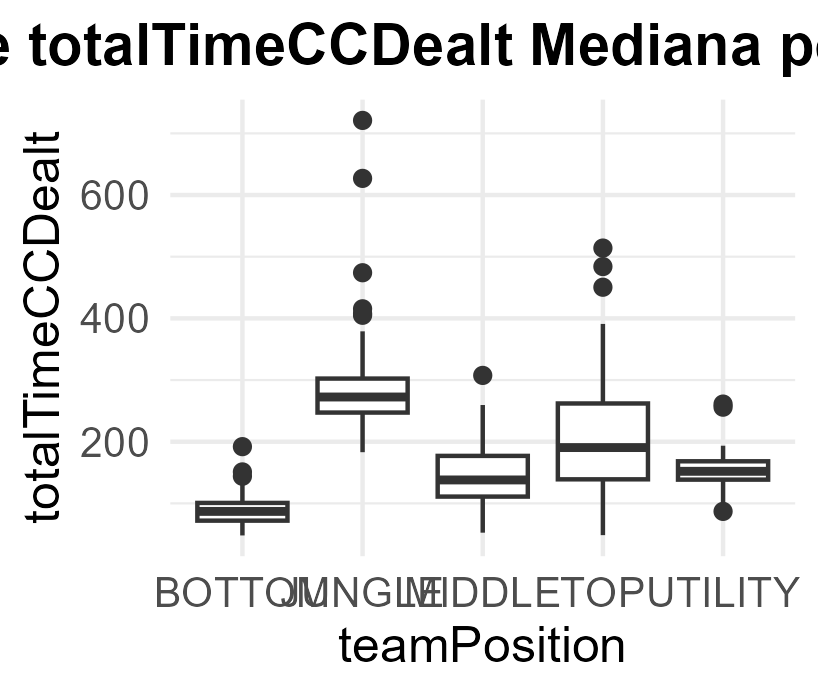 e totalTimeCCDealt Mediana p
totalTimeCCDealt
600
400
200
BOTTOM JUNGLE MIDDLE TOP UTILITY
teamPosition